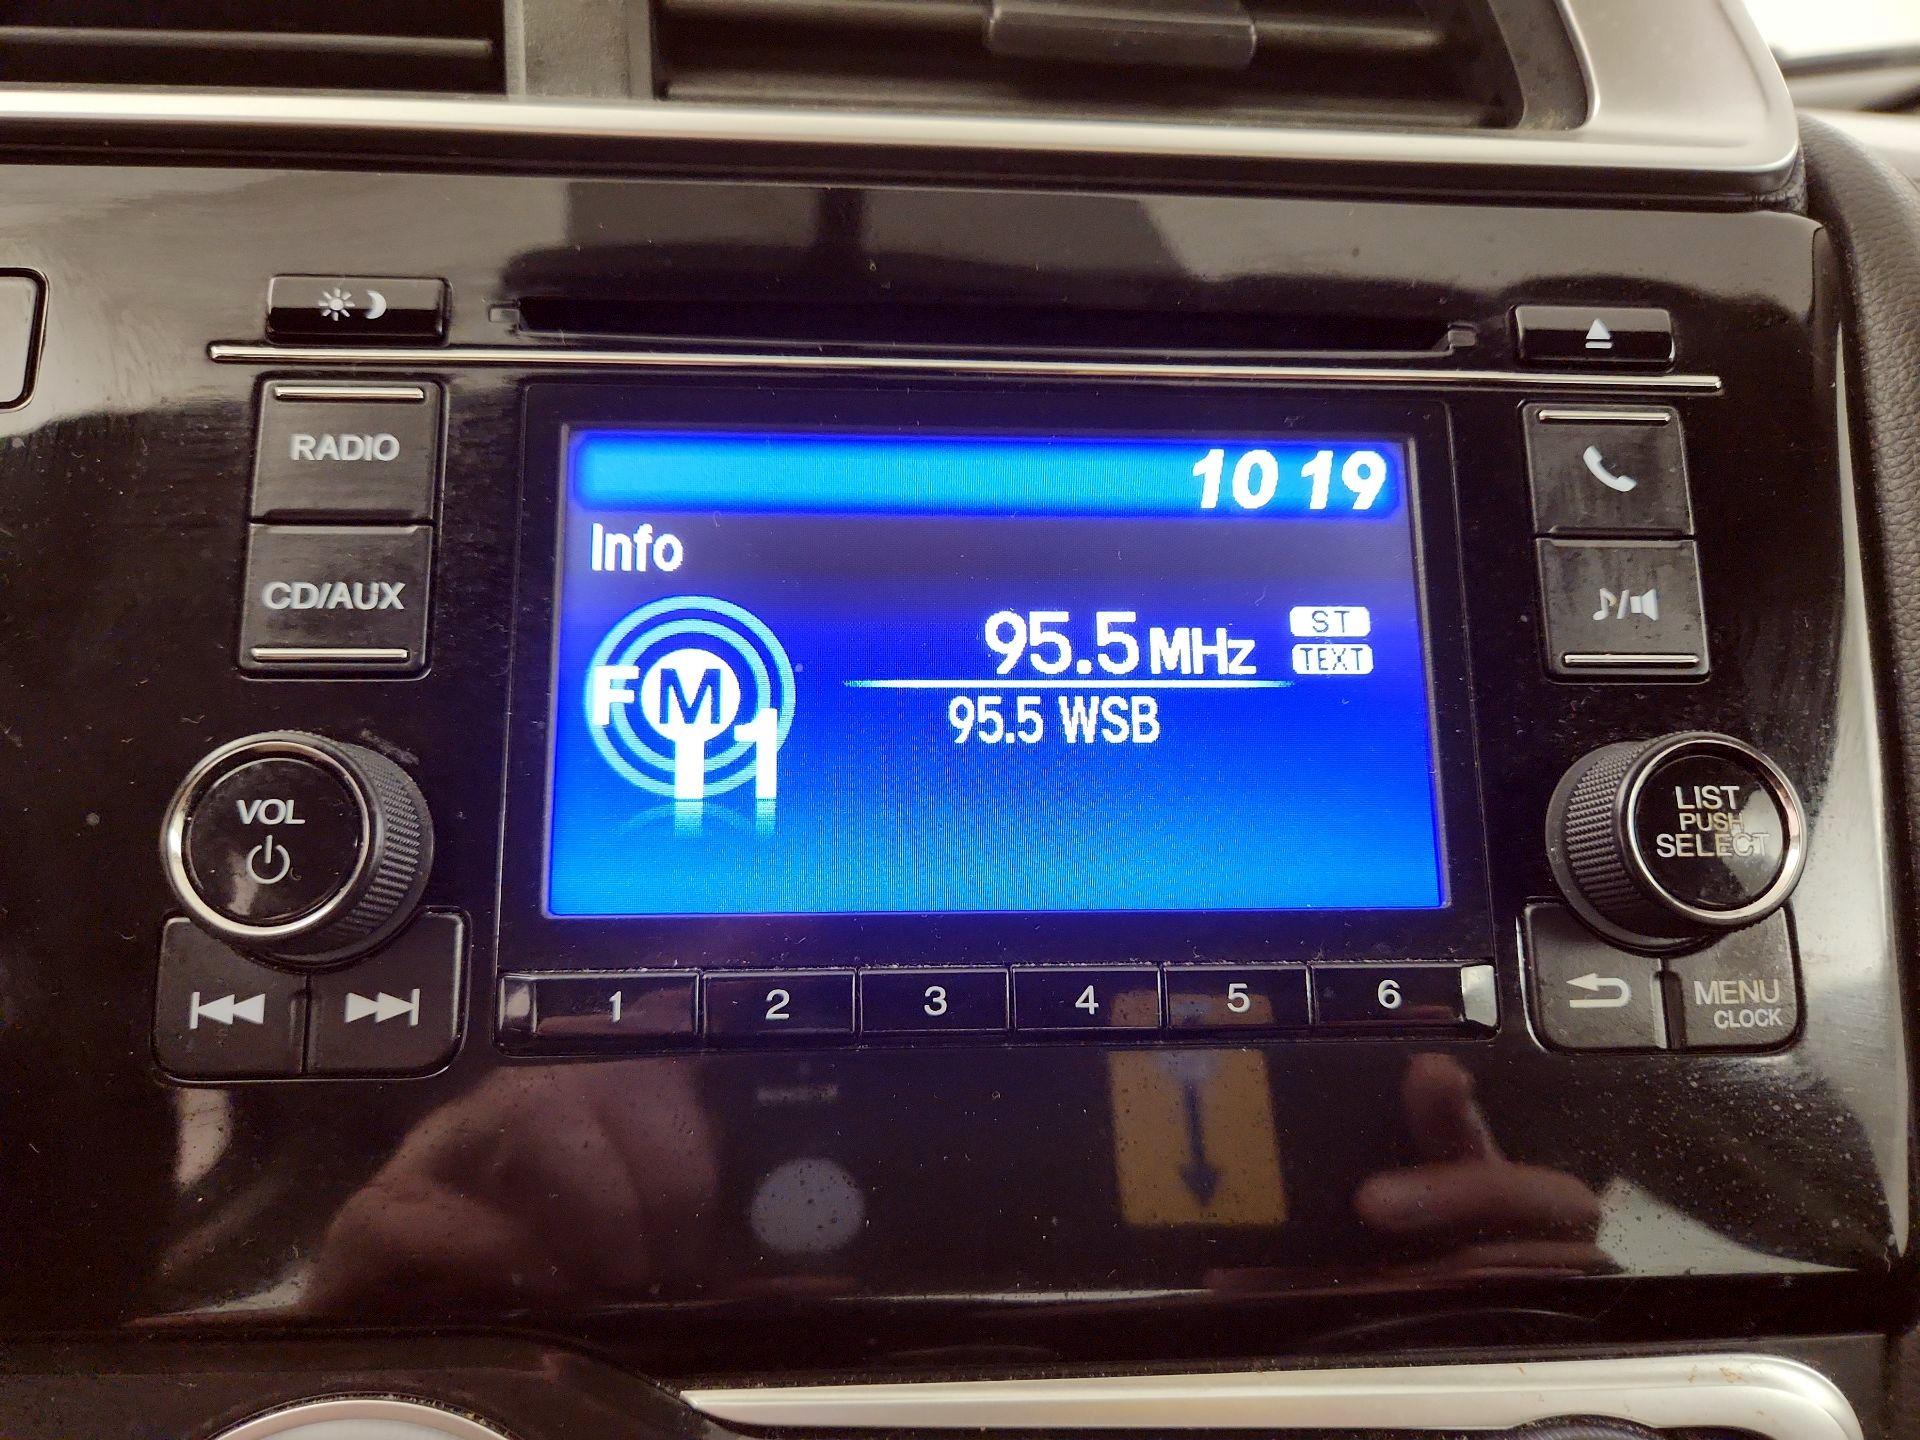 10 19
RADIO
Info
CD/AUX
95.5 MHz
ST
TEXT
FM
1
95.5 WSB
VOL
LIST
PUSH
SELECT
1 2 3 4 5 6
MENU
CLOCK